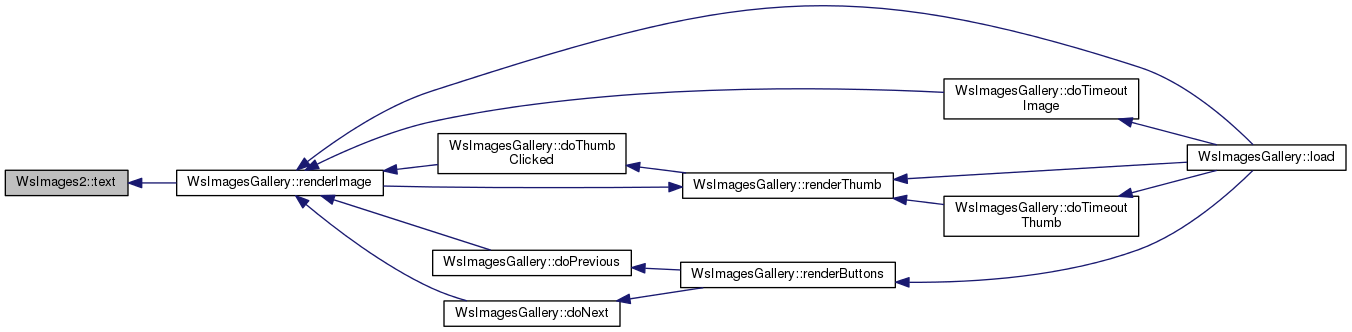 WsImages2::text
WsImagesGallery::renderImage
WsImagesGallery::doThumb
Clicked
WsImagesGallery::doPrevious
WsImagesGallery::doNext
WsImagesGallery::renderThumb
WsImagesGallery::renderButtons
WsImagesGallery::doTimeout
Image
WsImagesGallery::doTimeout
Thumb
WsImagesGallery::load